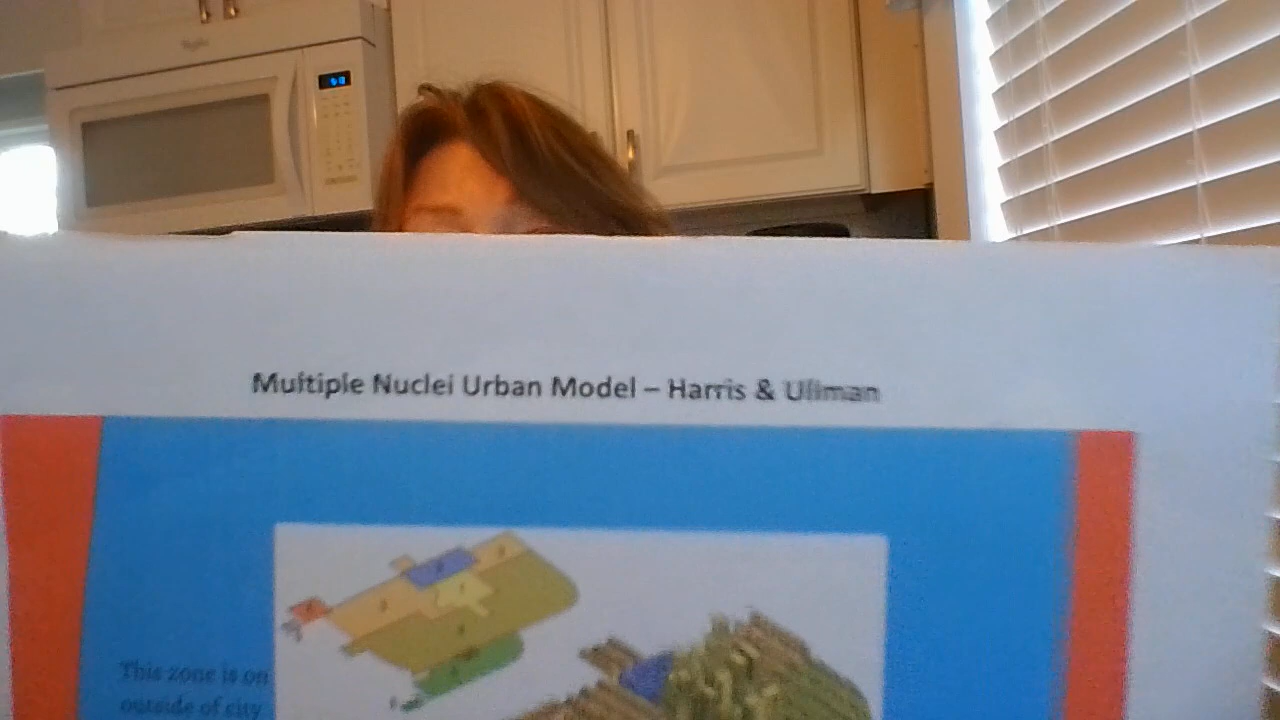 Multiple Nuclei Urban Model – Harris & Ullman
This zone is on
outside of city